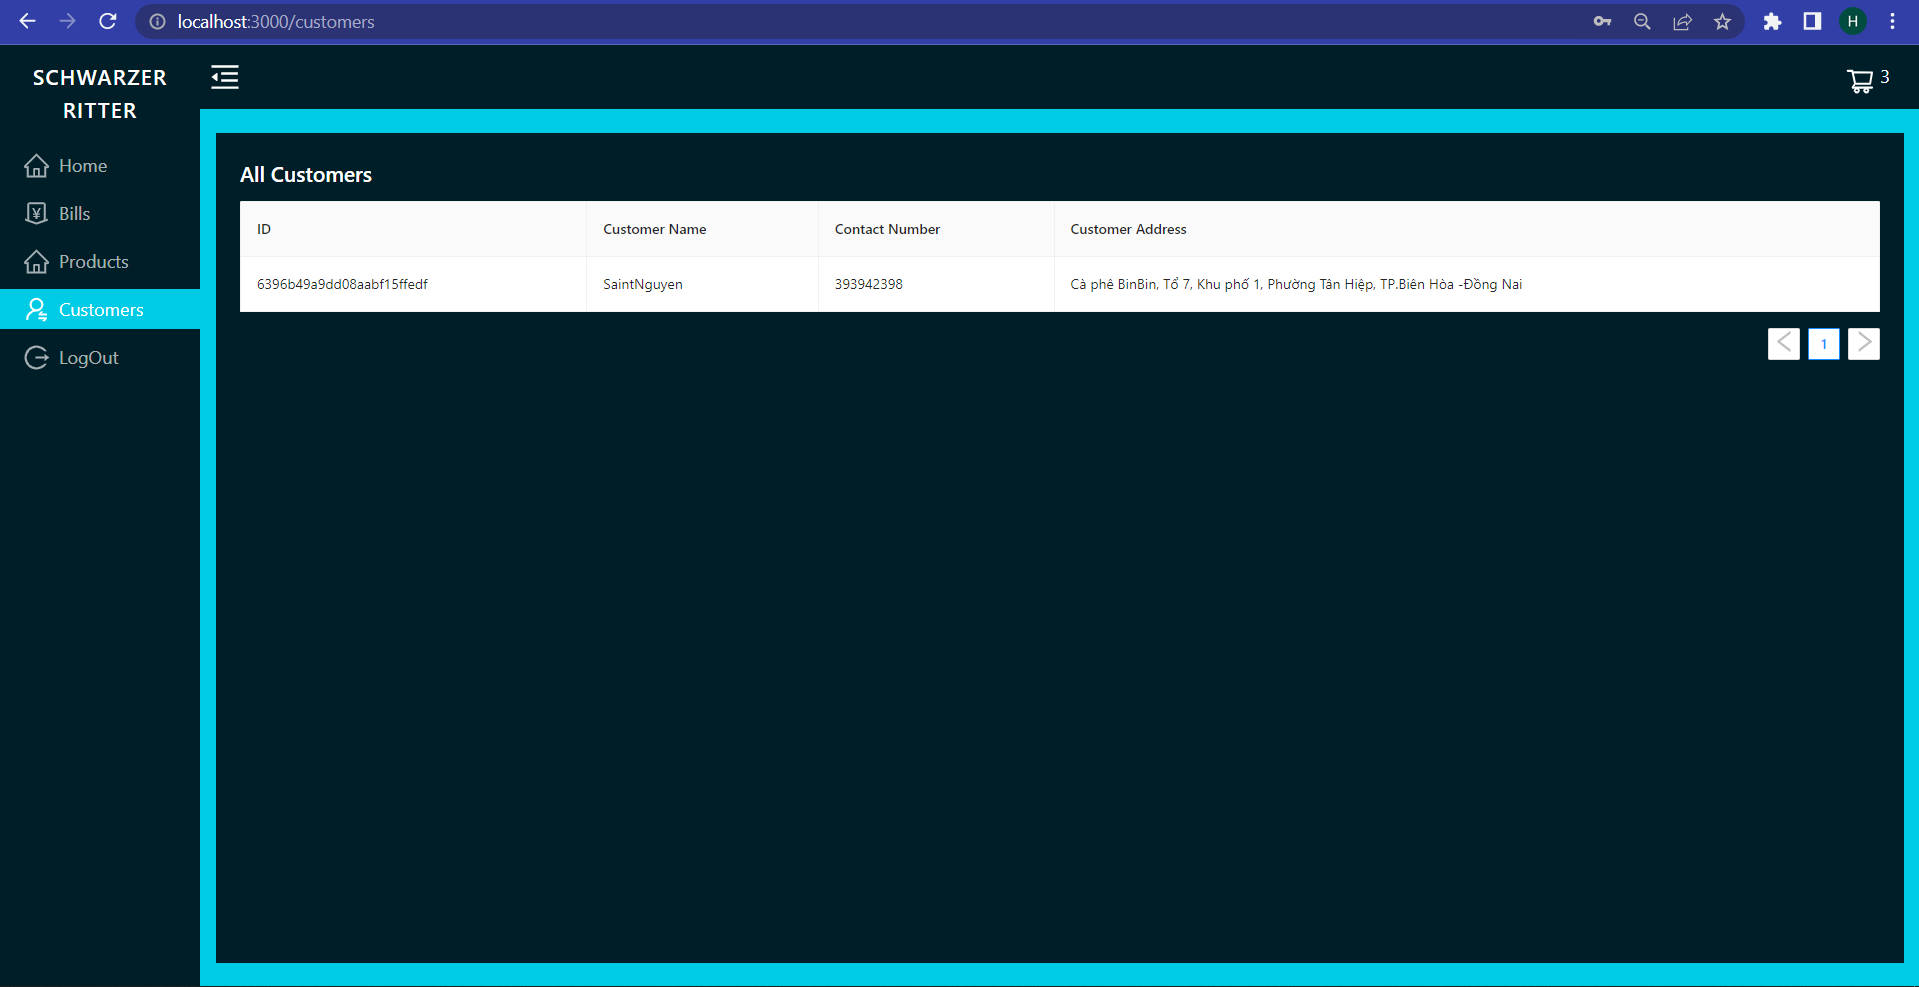 localhost:3000/customers
H
SCHWARZER
RITTER
3
Home
Bills
Products
Customers
LogOut
All Customers
ID Customer Name Contact Number Customer Address
6396b49a9dd08aabf15ffedf SaintNguyen 393942398 Cà phê BinBin, Tổ 7, Khu phố 1, Phường Tân Hiệp, TP.Biên Hòa -Đồng Nai
1